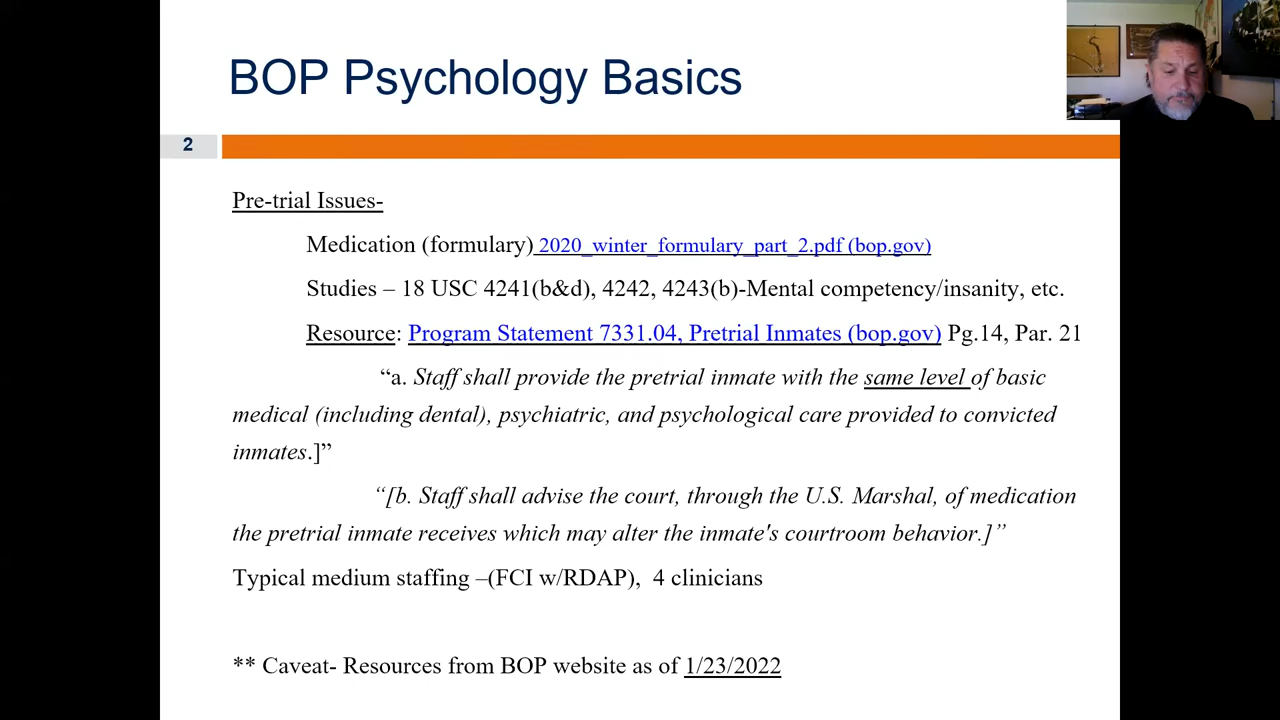 BOP Psychology Basics
2
Pre-trial Issues-
Medication (formulary) 2020_winter_formulary_part_2.pdf (bop.gov)
Studies – 18 USC 4241(b&d), 4242, 4243(b)-Mental competency/insanity, etc.
Resource: Program Statement 7331.04, Pretrial Inmates (bop.gov) Pg.14, Par. 21
“a. Staff shall provide the pretrial inmate with the same level of basic
medical (including dental), psychiatric, and psychological care provided to convicted
inmates.]”
“[b. Staff shall advise the court, through the U.S. Marshal, of medication
the pretrial inmate receives which may alter the inmate's courtroom behavior.]”
Typical medium staffing –(FCI w/RDAP),  4 clinicians
** Caveat- Resources from BOP website as of 1/23/2022